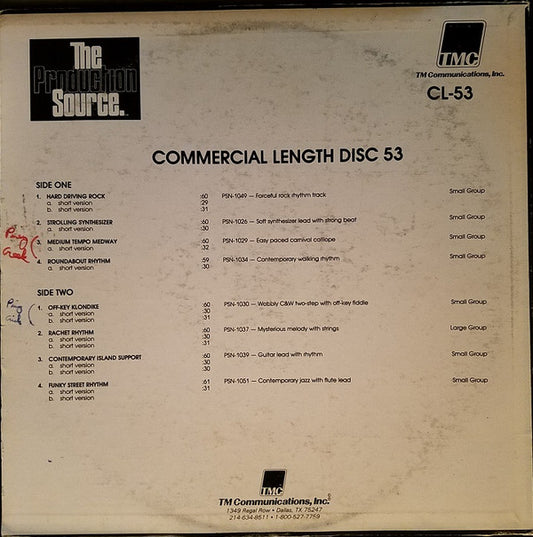 The
Production
Source.
TMC
TM Communications, Inc.
CL-53
COMMERCIAL LENGTH DISC 53
SIDE ONE
1. HARD DRIVING ROCK :60 PSN-1049 — Forceful rock rhythm track Small Group
a. short version :29
b. short version :31
2. STROLLING SYNTHESIZER :60 PSN-1026 — Soft synthesizer lead with strong beat Small Group
a. short version :30
3. MEDIUM TEMPO MEDWAY :60 PSN-1029 — Easy paced carnival calliope Small Group
a. short version :32
4. ROUNDABOUT RHYTHM :59 PSN-1034 — Contemporary walking rhythm Small Group
a. short version :30
SIDE TWO
1. OFF-KEY KLONDIKE :60 PSN-1030 — Wobbly C&W two-step with off-key fiddle Small Group
a. short version :30
b. short version :31
2. RACHET RHYTHM :60 PSN-1037 — Mysterious melody with strings Large Group
a. short version :30
b. short version :31
3. CONTEMPORARY ISLAND SUPPORT :60 PSN-1039 — Guitar lead with rhythm Small Group
a. short version :30
b. short version :30
4. FUNKY STREET RHYTHM :61 PSN-1051 — Contemporary jazz with flute lead Small Group
a. short version :31
b. short version
TMC
TM Communications, Inc.
1349 Regal Row • Dallas, TX 75247
214-634-8511 • 1-800-527-7759